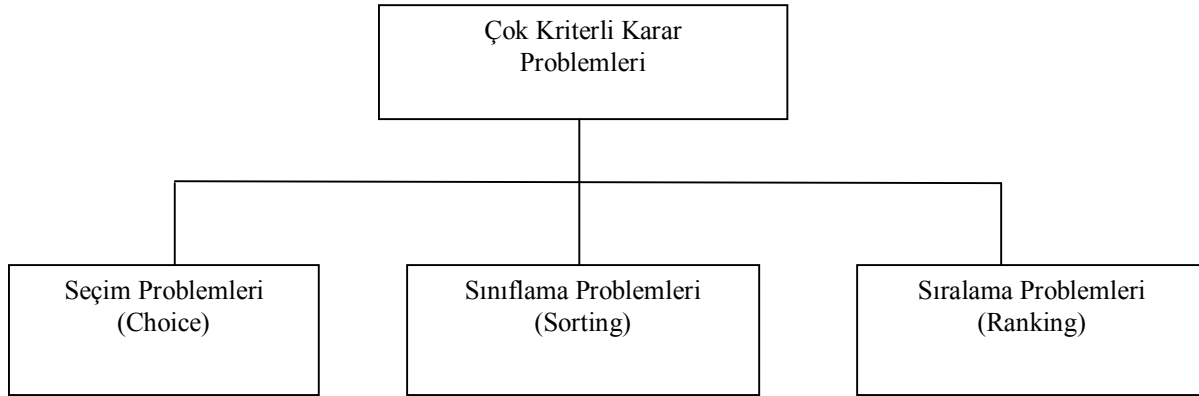 Çok Kriterli Karar
Problemleri
Seçim Problemleri
(Choice)
Sınıflama Problemleri
(Sorting)
Sıralama Problemleri
(Ranking)